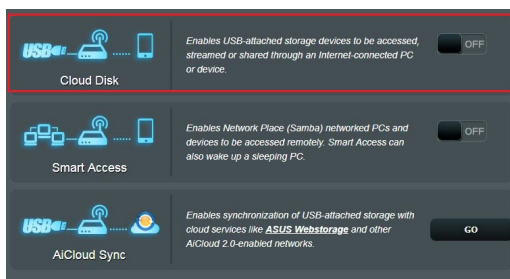 USB
Enables USB-attached storage devices to be accessed,
streamed or shared through an Internet-connected PC
or device.
OFF
Cloud Disk
Enables Network Place (Samba) networked PCs and
devices to be accessed remotely. Smart Access can
also wake up a sleeping PC.
OFF
Smart Access
USB
Enables synchronization of USB-attached storage with
cloud services like ASUS Webstorage and other
AiCloud 2.0-enabled networks.
GO
AiCloud Sync